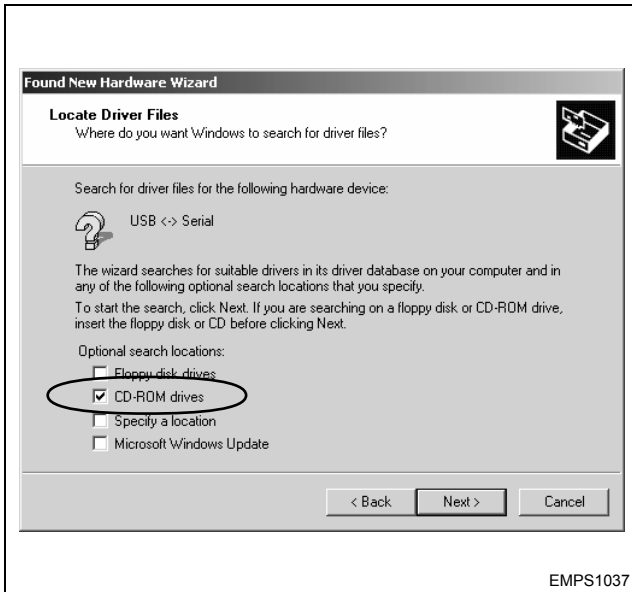 Found New Hardware Wizard
Locate Driver Files
Where do you want Windows to search for driver files?
Search for driver files for the following hardware device:
USB <-> Serial
The wizard searches for suitable drivers in its driver database on your computer and in
any of the following optional search locations that you specify.
To start the search, click Next. If you are searching on a floppy disk or CD-ROM drive,
insert the floppy disk or CD before clicking Next.
Optional search locations:
Floppy disk drives
CD-ROM drives
Specify a location
Microsoft Windows Update
< Back Next > Cancel
EMPS1037